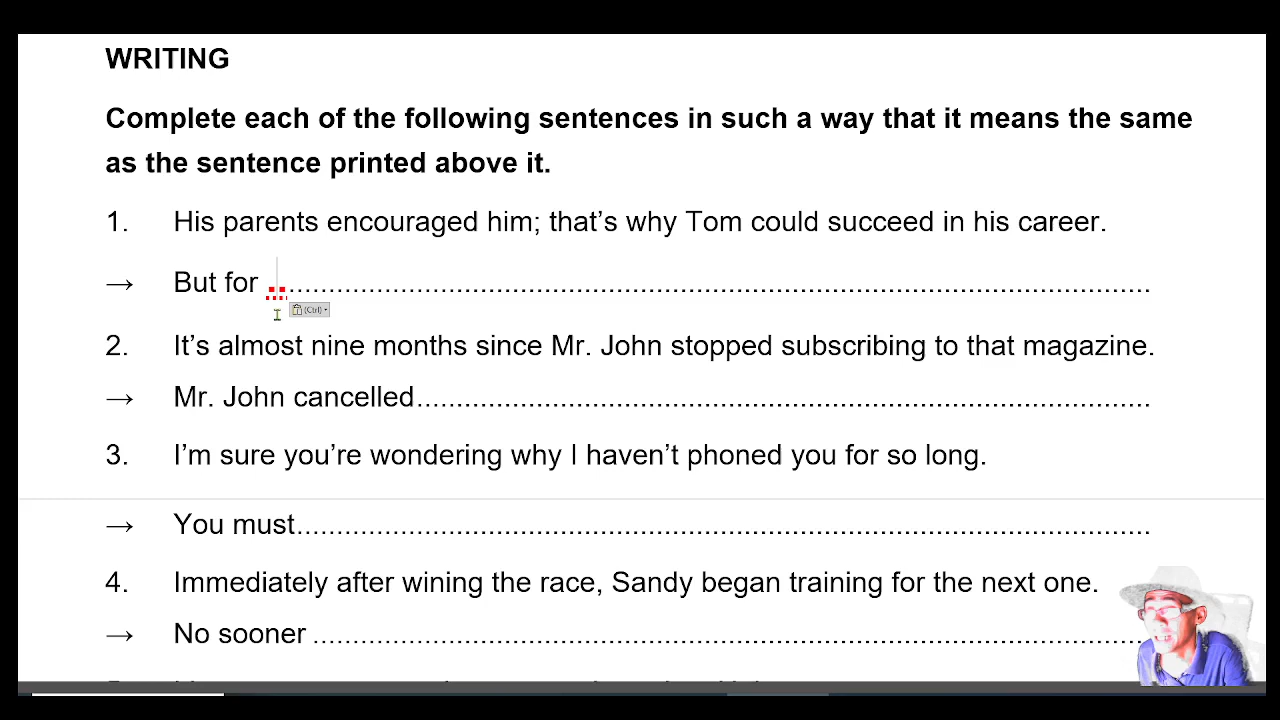 WRITING
Complete each of the following sentences in such a way that it means the same
as the sentence printed above it.
1. His parents encouraged him; that’s why Tom could succeed in his career.
→ But for ..........................................................................................
(Ctrl)
2. It’s almost nine months since Mr. John stopped subscribing to that magazine.
→ Mr. John cancelled..........................................................................................
3. I’m sure you’re wondering why I haven’t phoned you for so long.
→ You must..........................................................................................
4. Immediately after wining the race, Sandy began training for the next one.
→ No sooner ..........................................................................................